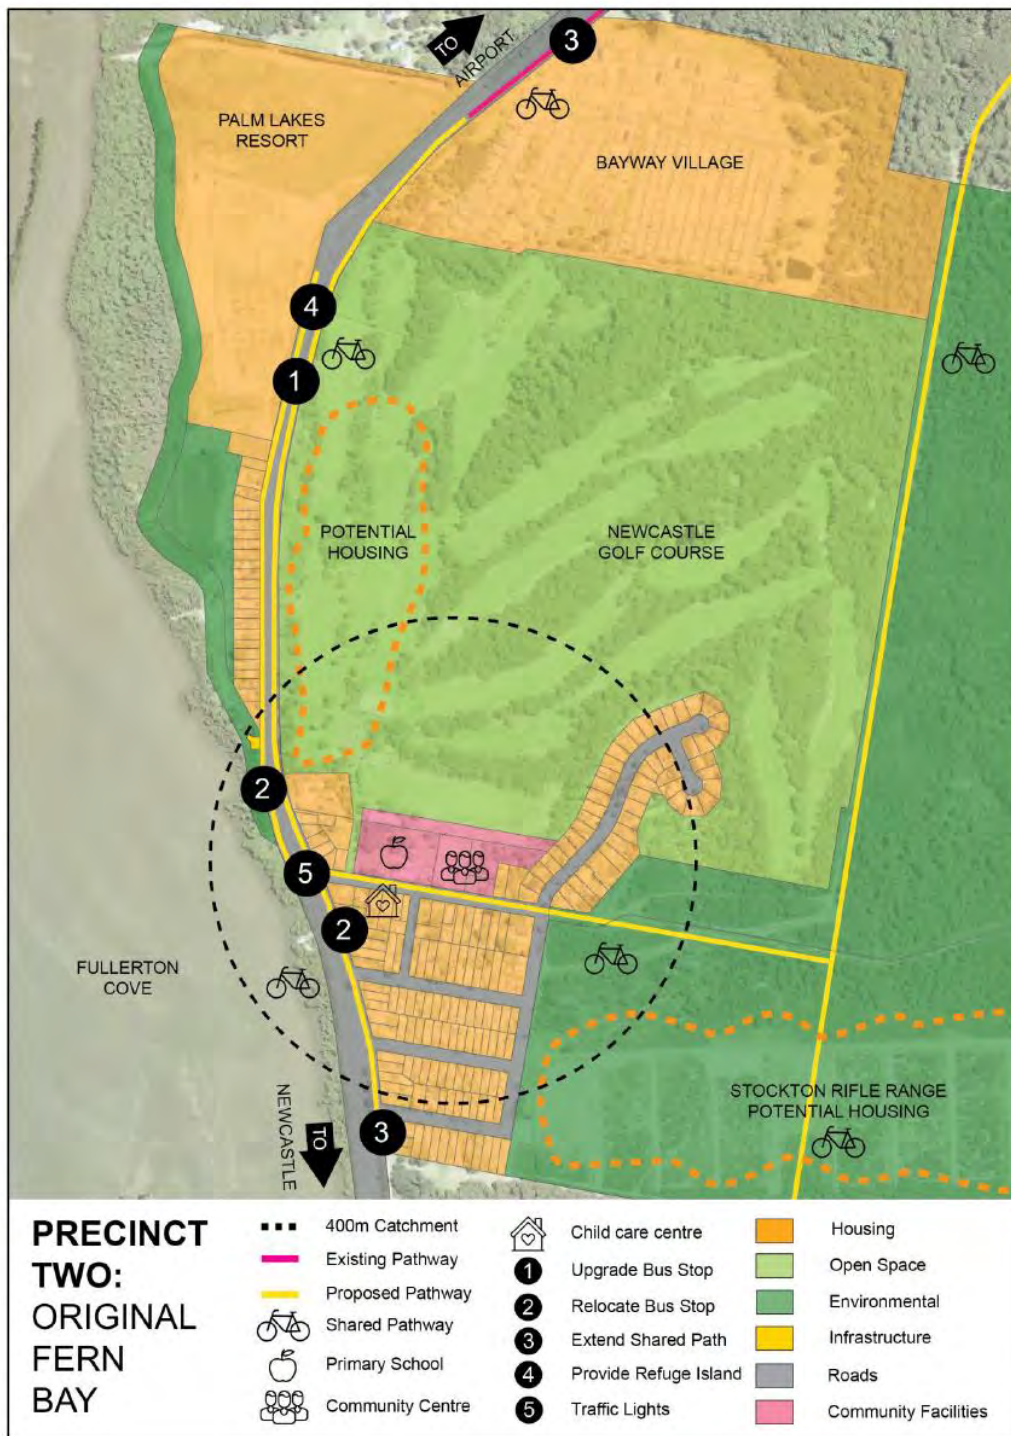 3
TO
AIRPORT
PALM LAKES
RESORT
BAYWAY VILLAGE
4
1
POTENTIAL
HOUSING
NEWCASTLE
GOLF COURSE
2
5
2
FULLERTON
COVE
STOCKTON RIFLE RANGE
POTENTIAL HOUSING
NEWCASTLE
TO
3
PRECINCT
TWO:
ORIGINAL
FERN
BAY
400m Catchment
Existing Pathway
Proposed Pathway
Shared Pathway
Primary School
Community Centre
Child care centre
1 Upgrade Bus Stop
2 Relocate Bus Stop
3 Extend Shared Path
4 Provide Refuge Island
5 Traffic Lights
Housing
Open Space
Environmental
Infrastructure
Roads
Community Facilities